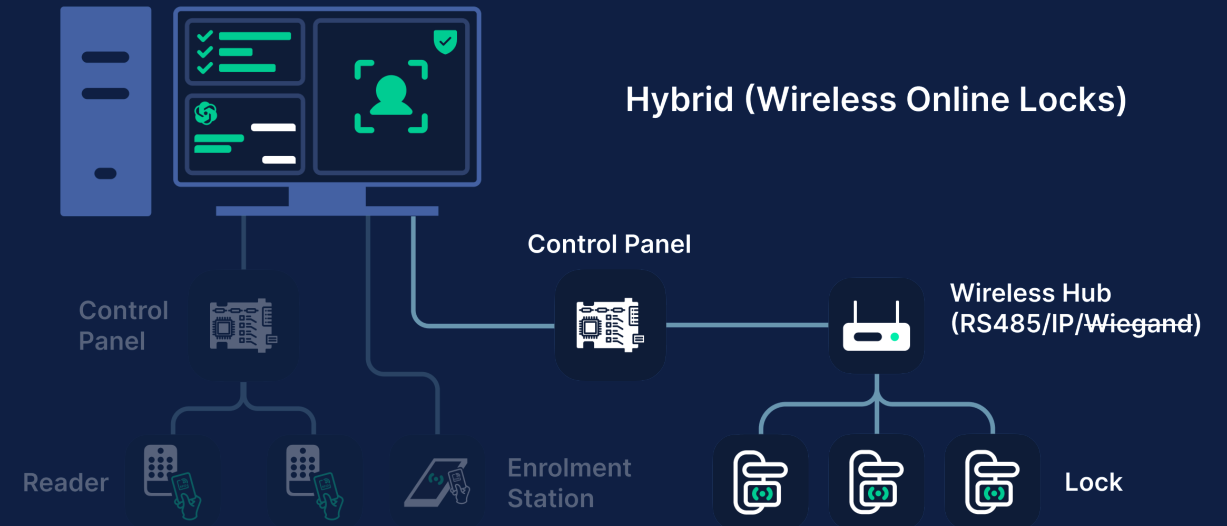 Hybrid (Wireless Online Locks)
Control Panel
Control
Panel
Wireless Hub
(RS485/IP/Wiegand)
Reader
Enrolment
Station
Lock